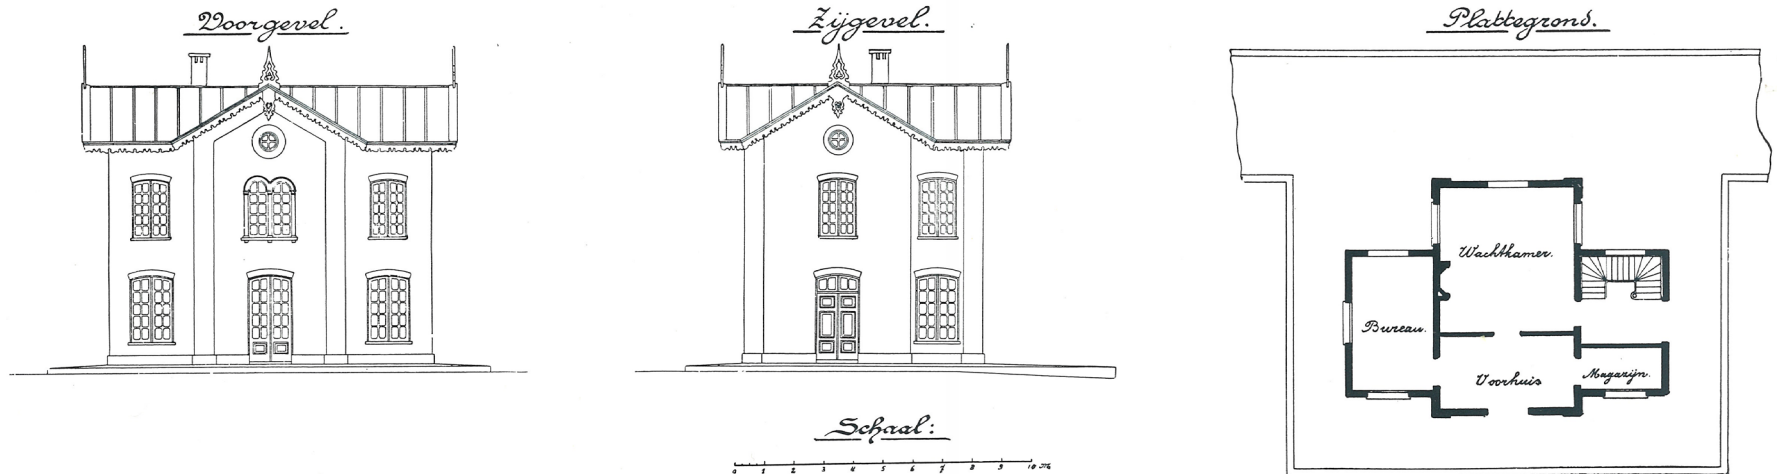 Voorgevel.
Zijgevel.
Plattegrond.
Wachtkamer.
Bureau.
Voorhuis
Magazijn.
Schaal:
0 1 2 3 4 5 6 7 8 9 10 M